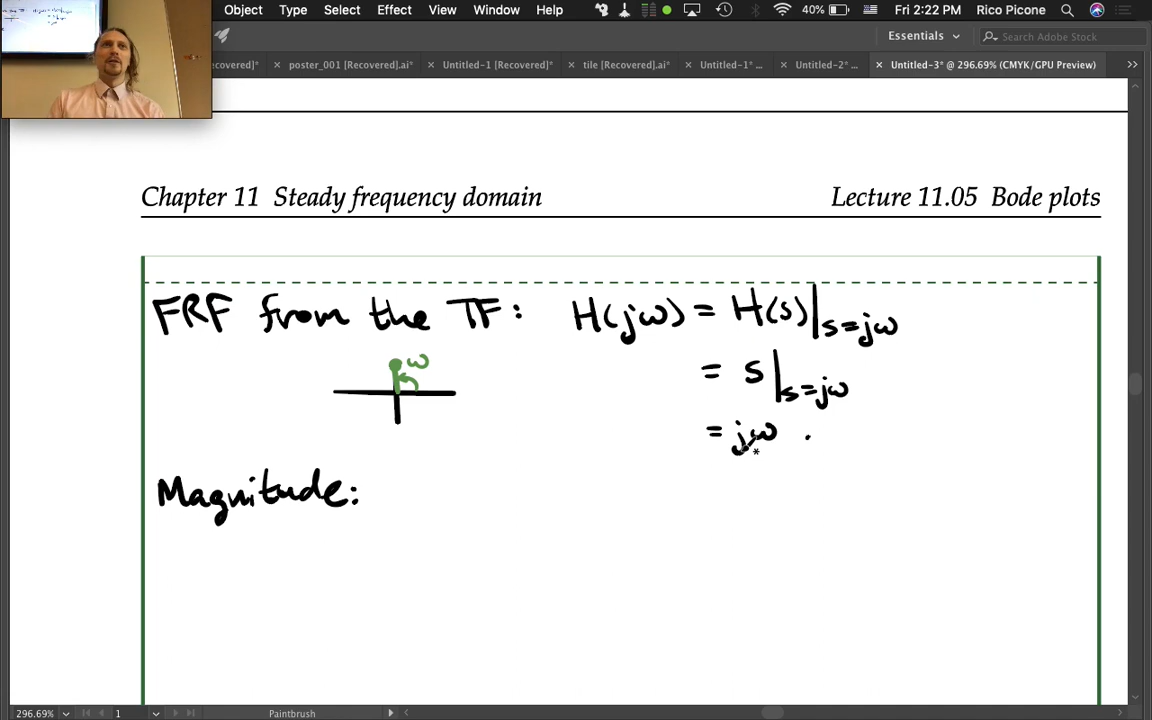 Object Type Select Effect View Window Help 40% Fri 2:22 PM Rico Picone
Essentials Search Adobe Stock
ecovered]* × poster_001 [Recovered].ai* × Untitled-1 [Recovered]* × tile [Recovered].ai* × Untitled-1* ... × Untitled-2* ... × Untitled-3* @ 296.69% (CMYK/GPU Preview) >>
Chapter 11 Steady frequency domain Lecture 11.05 Bode plots
FRF from the TF: H(jω) = H(s)|s=jω
ω
= s|s=jω
= jω .
Magnitude:
296.69% 1 Paintbrush